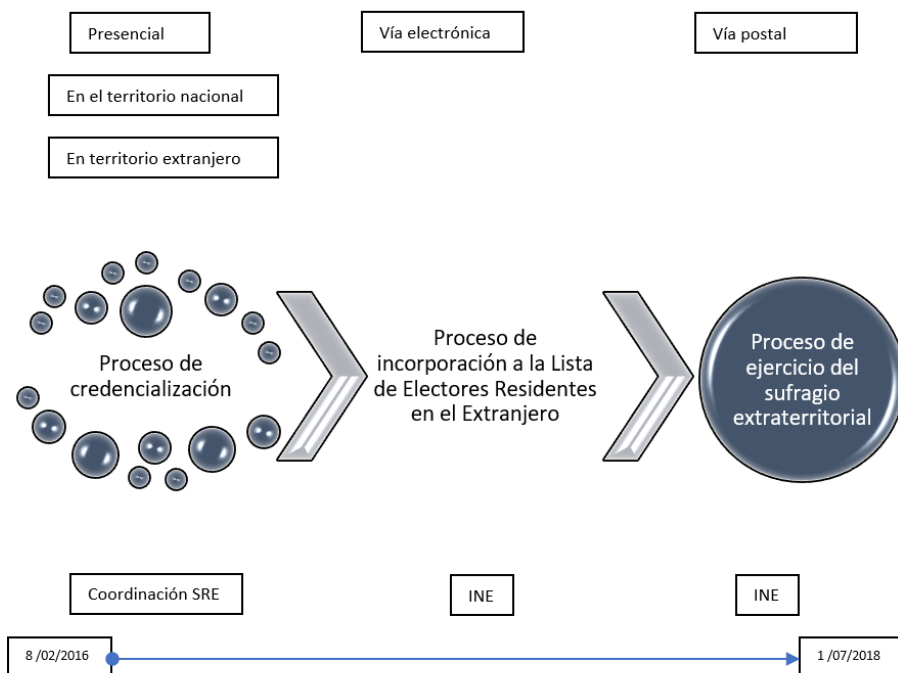 Presencial
Vía electrónica
Vía postal
En el territorio nacional
En territorio extranjero
Proceso de
credencialización
Proceso de
incorporación a la Lista
de Electores Residentes
en el Extranjero
Proceso de
ejercicio del
sufragio
extraterritorial
Coordinación SRE
INE
INE
8 /02/2016
1 /07/2018